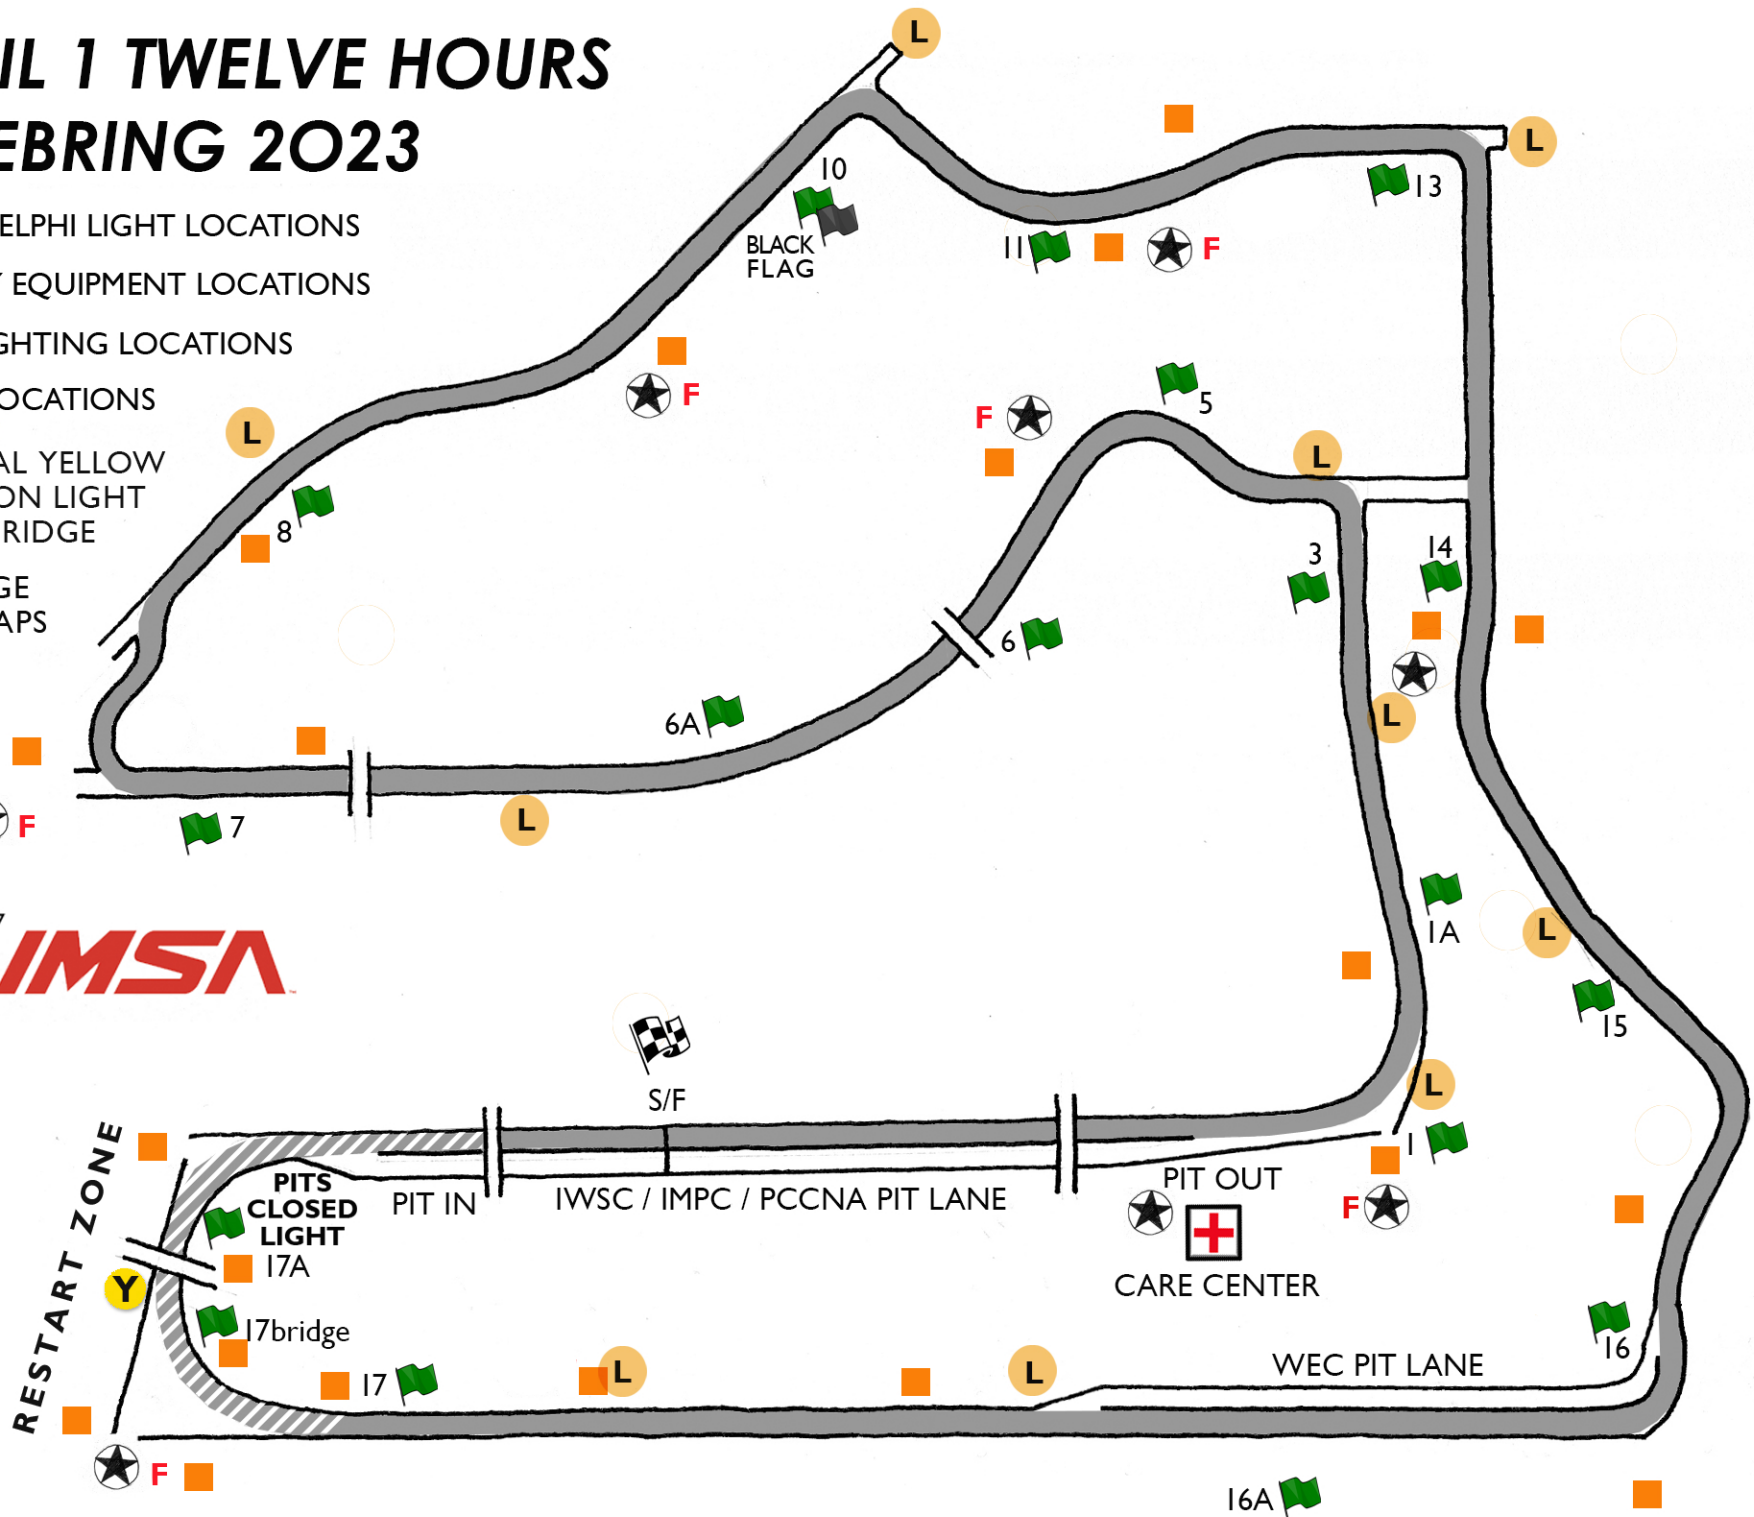 IL 1 TWELVE HOURS
EBRING 2023
ELPHI LIGHT LOCATIONS
Y EQUIPMENT LOCATIONS
GHTING LOCATIONS
OCATIONS
AL YELLOW
ON LIGHT
RIDGE
GE
APS
IMSA
L
L
10
BLACK
FLAG
13
11
F
F
L
8
F
5
L
3
14
6
6A
L
7
F
L
1A
L
15
S/F
L
1
RESTART ZONE
PITS
CLOSED
LIGHT
PIT IN
IWSC / IMPC / PCCNA PIT LANE
PIT OUT
F
CARE CENTER
17A
Y
17bridge
17
L
L
WEC PIT LANE
16
F
16A